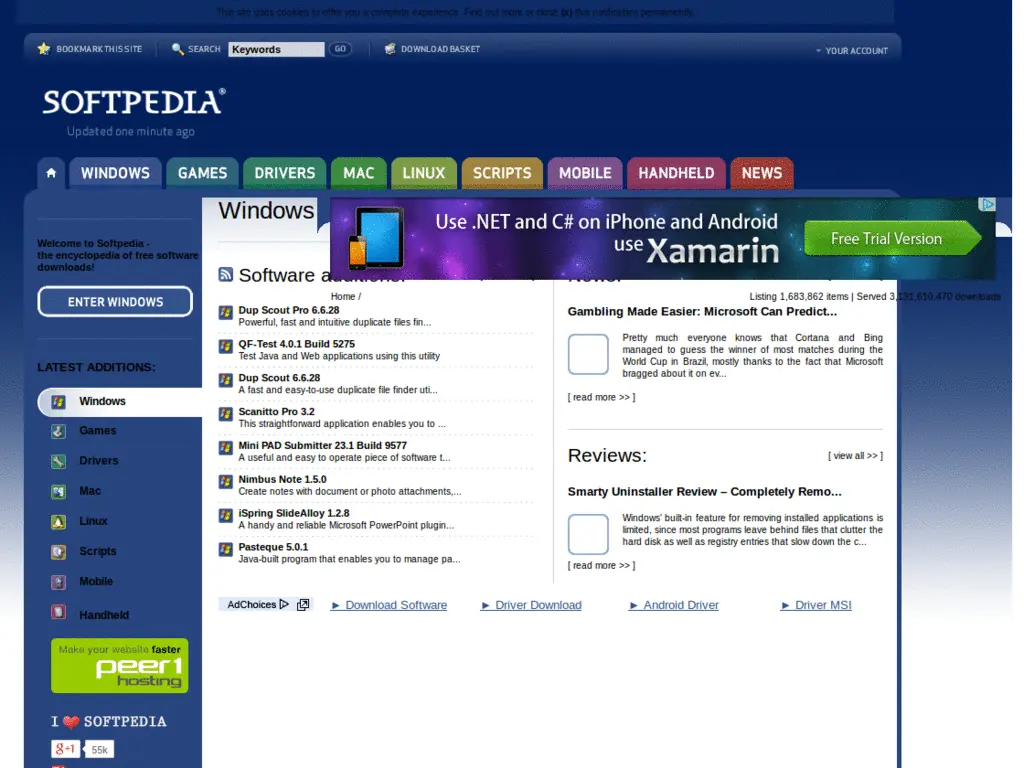 This site uses cookies to offer you a complete experience. Find out more or close (x) this notification permanently.
BOOKMARK THIS SITE
SEARCH
Keywords
GO
DOWNLOAD BASKET
YOUR ACCOUNT
SOFTPEDIA®
Updated one minute ago
WINDOWS
GAMES
DRIVERS
MAC
LINUX
SCRIPTS
MOBILE
HANDHELD
NEWS
Welcome to Softpedia -
the encyclopedia of free software
downloads!
ENTER WINDOWS
LATEST ADDITIONS:
Windows
Games
Drivers
Mac
Linux
Scripts
Mobile
Handheld
Make your website faster
peer1
hosting
I SOFTPEDIA
g+1
55k
Windows
Use .NET and C# on iPhone and Android
use Xamarin
Free Trial Version
Home /
Listing 1,683,862 items | Served 3,131,610,470 downloads
Software additions:
Dup Scout Pro 6.6.28
Powerful, fast and intuitive duplicate files fin...
QF-Test 4.0.1 Build 5275
Test Java and Web applications using this utility
Dup Scout 6.6.28
A fast and easy-to-use duplicate file finder uti...
Scanitto Pro 3.2
This straightforward application enables you to ...
Mini PAD Submitter 23.1 Build 9577
A useful and easy to operate piece of software t...
Nimbus Note 1.5.0
Create notes with document or photo attachments,...
iSpring SlideAlloy 1.2.8
A handy and reliable Microsoft PowerPoint plugin...
Pasteque 5.0.1
Java-built program that enables you to manage pa...
News:
Gambling Made Easier: Microsoft Can Predict...
Pretty much everyone knows that Cortana and Bing
managed to guess the winner of most matches during the
World Cup in Brazil, mostly thanks to the fact that Microsoft
bragged about it on ev...
[ read more >> ]
Reviews:
[ view all >> ]
Smarty Uninstaller Review – Completely Remo...
Windows' built-in feature for removing installed applications is
limited, since most programs leave behind files that clutter the
hard disk as well as registry entries that slow down the c...
[ read more >> ]
AdChoices
► Download Software
► Driver Download
► Android Driver
► Driver MSI